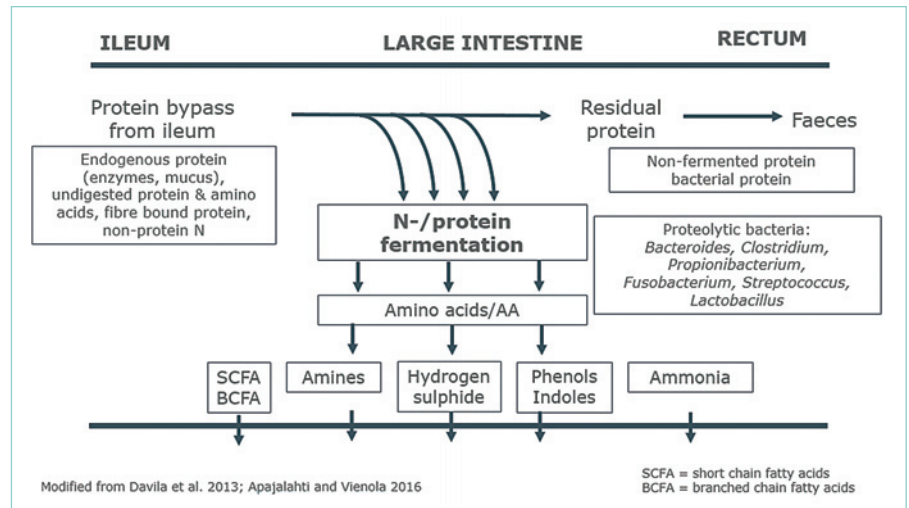 ILEUM
LARGE INTESTINE
RECTUM
Protein bypass
from ileum
Endogenous protein
(enzymes, mucus),
undigested protein & amino
acids, fibre bound protein,
non-protein N
Residual
protein
Faeces
Non-fermented protein
bacterial protein
N-/protein
fermentation
Proteolytic bacteria:
Bacteroides, Clostridium,
Propionibacterium,
Fusobacterium, Streptococcus,
Lactobacillus
Amino acids/AA
SCFA
BCFA
Amines
Hydrogen
sulphide
Phenols
Indoles
Ammonia
Modified from Davila et al. 2013; Apajalahti and Vienola 2016
SCFA = short chain fatty acids
BCFA = branched chain fatty acids